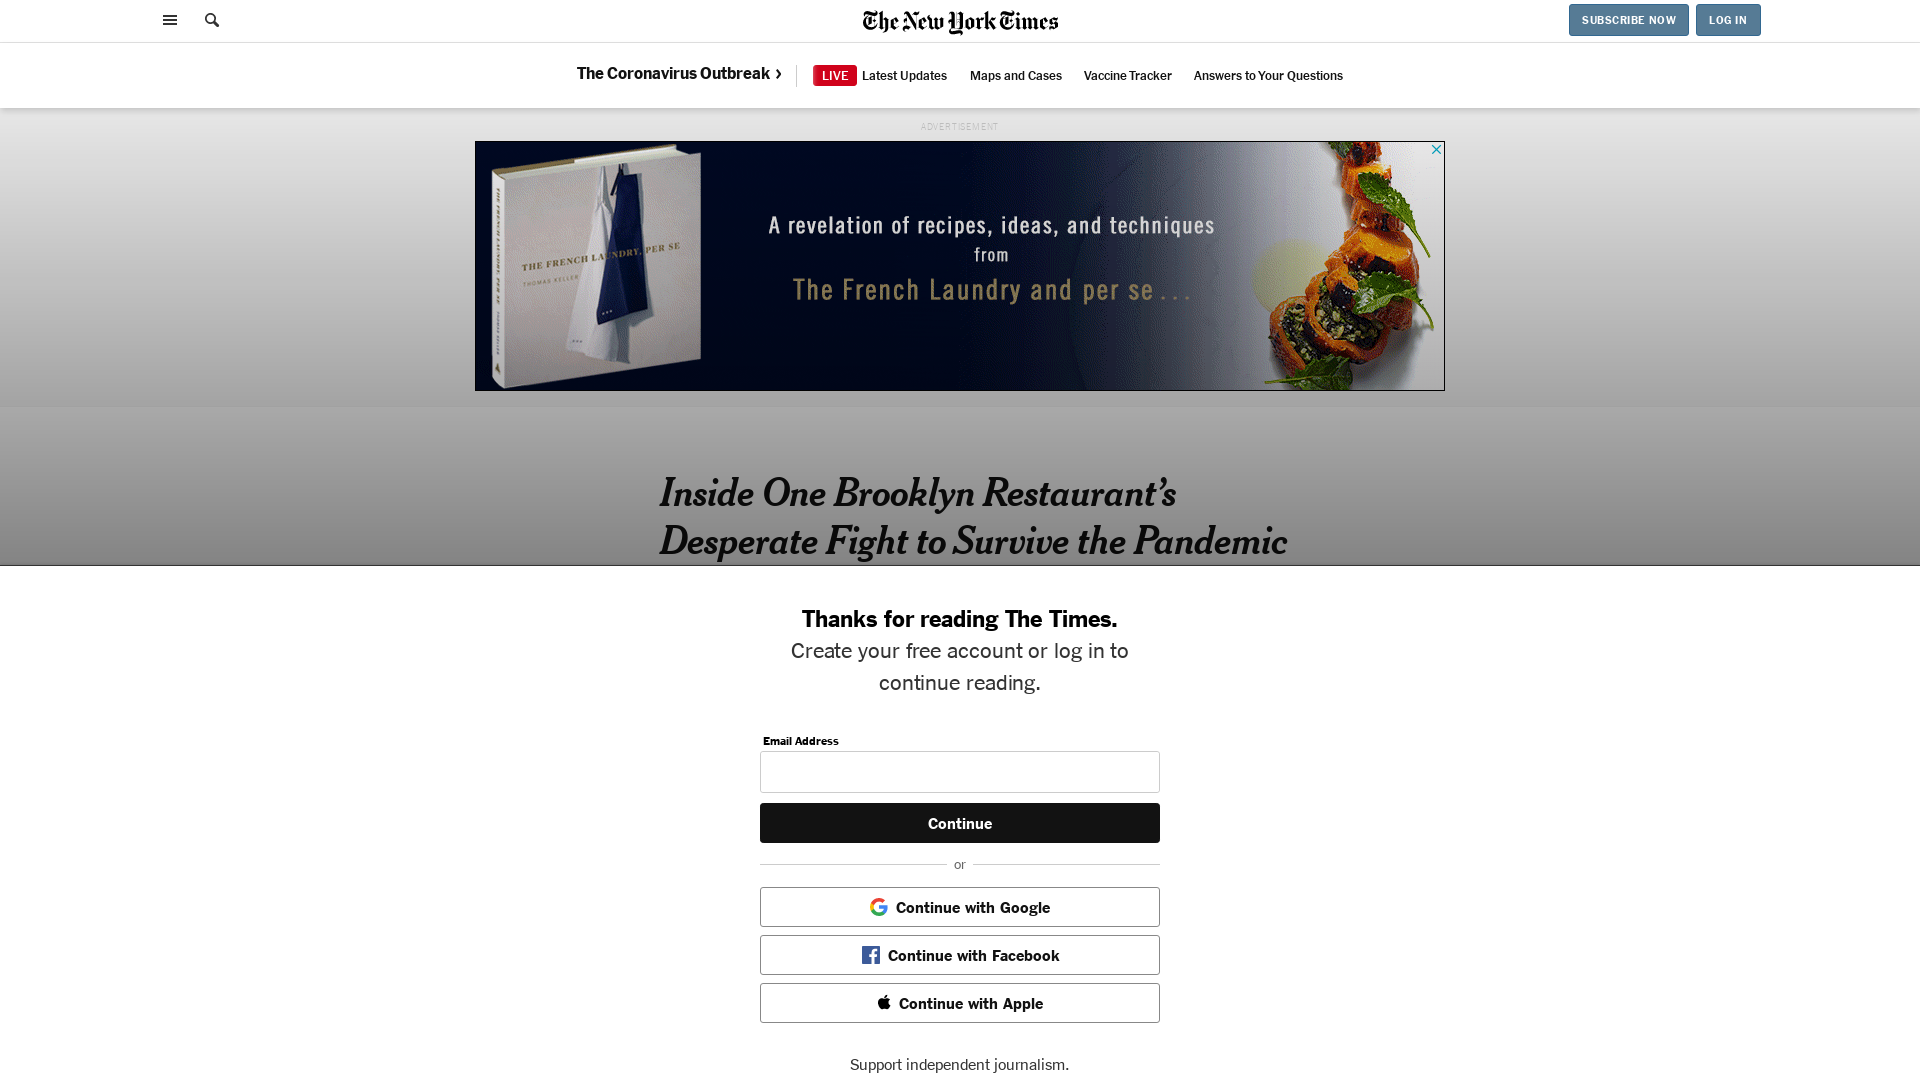 The New York Times
SUBSCRIBE NOW
LOG IN
The Coronavirus Outbreak ›
LIVE Latest Updates
Maps and Cases
Vaccine Tracker
Answers to Your Questions
ADVERTISEMENT
THE FRENCH LAUNDRY, PER SE
THOMAS KELLER
A revelation of recipes, ideas, and techniques
from
The French Laundry and per se . . .
Inside One Brooklyn Restaurant’s
Desperate Fight to Survive the Pandemic
Thanks for reading The Times.
Create your free account or log in to
continue reading.
Email Address
Continue
or
Continue with Google
Continue with Facebook
Continue with Apple
Support independent journalism.